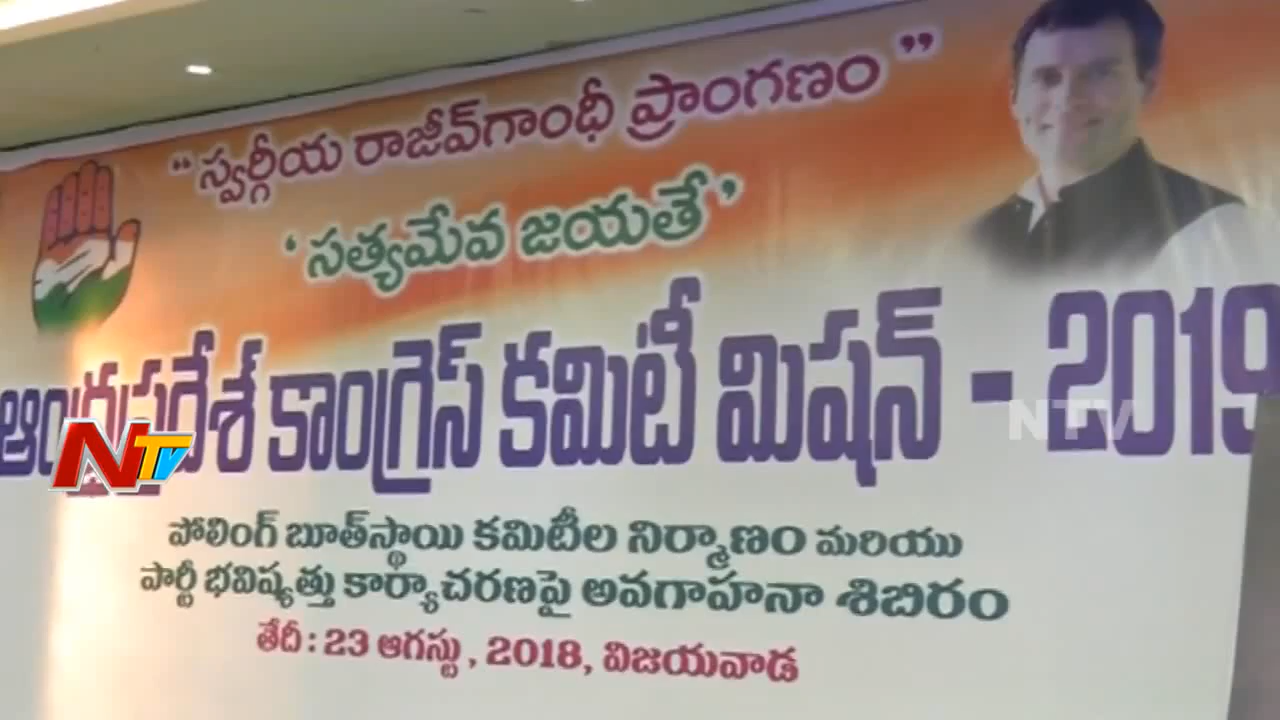 “స్వర్గీయ రాజీవ్‌గాంధీ ప్రాంగణం”
‘సత్యమేవ జయతే’
ఆంధ్రప్రదేశ్ కాంగ్రెస్ కమిటీ మిషన్ - 2019
NTV
NTV
పోలింగ్ బూత్‌స్థాయి కమిటీల నిర్మాణం మరియు
పార్టీ భవిష్యత్తు కార్యాచరణపై అవగాహనా శిబిరం
తేదీ : 23 ఆగస్టు, 2018, విజయవాడ